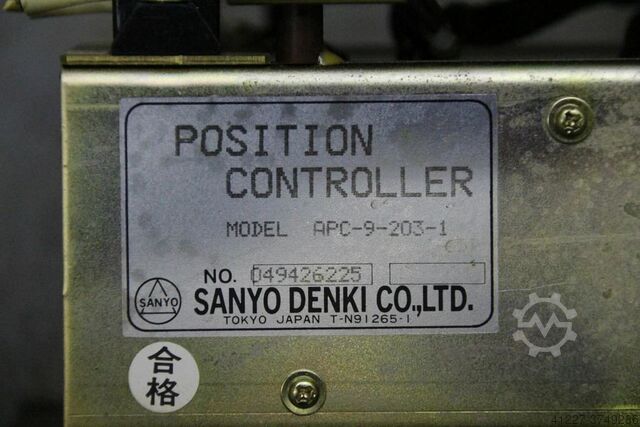 POSITION
CONTROLLER
MODEL APC-9-203-1
NO. 049426225
SANYO
SANYO DENKI CO.,LTD.
TOKYO JAPAN T-N91265-1
合
格
41227-3749286